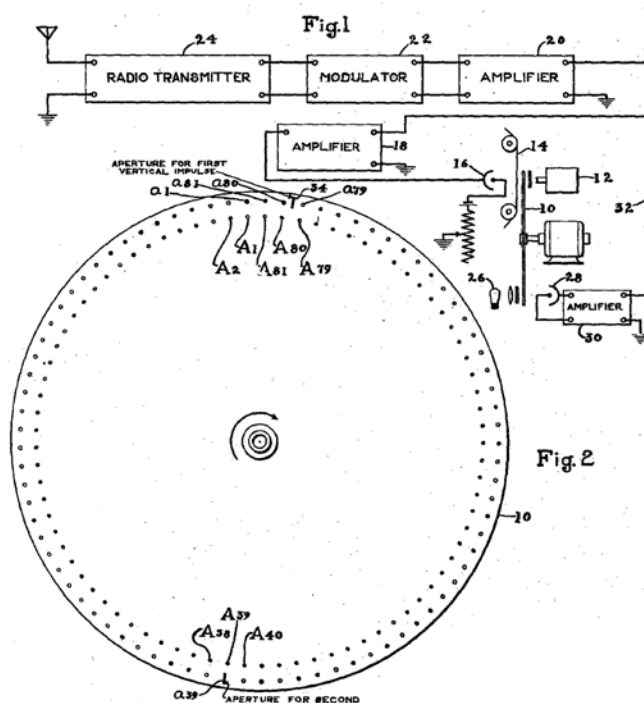 Fig.1
24
22
20
RADIO TRANSMITTER
MODULATOR
AMPLIFIER
AMPLIFIER
18
14
16
12
10
32
APERTURE FOR FIRST
VERTICAL IMPULSE
34
a1
a81
a80
a79
A2
A1
A81
A80
A79
26
28
AMPLIFIER
30
Fig.2
10
A38
A39
A40
a39
APERTURE FOR SECOND